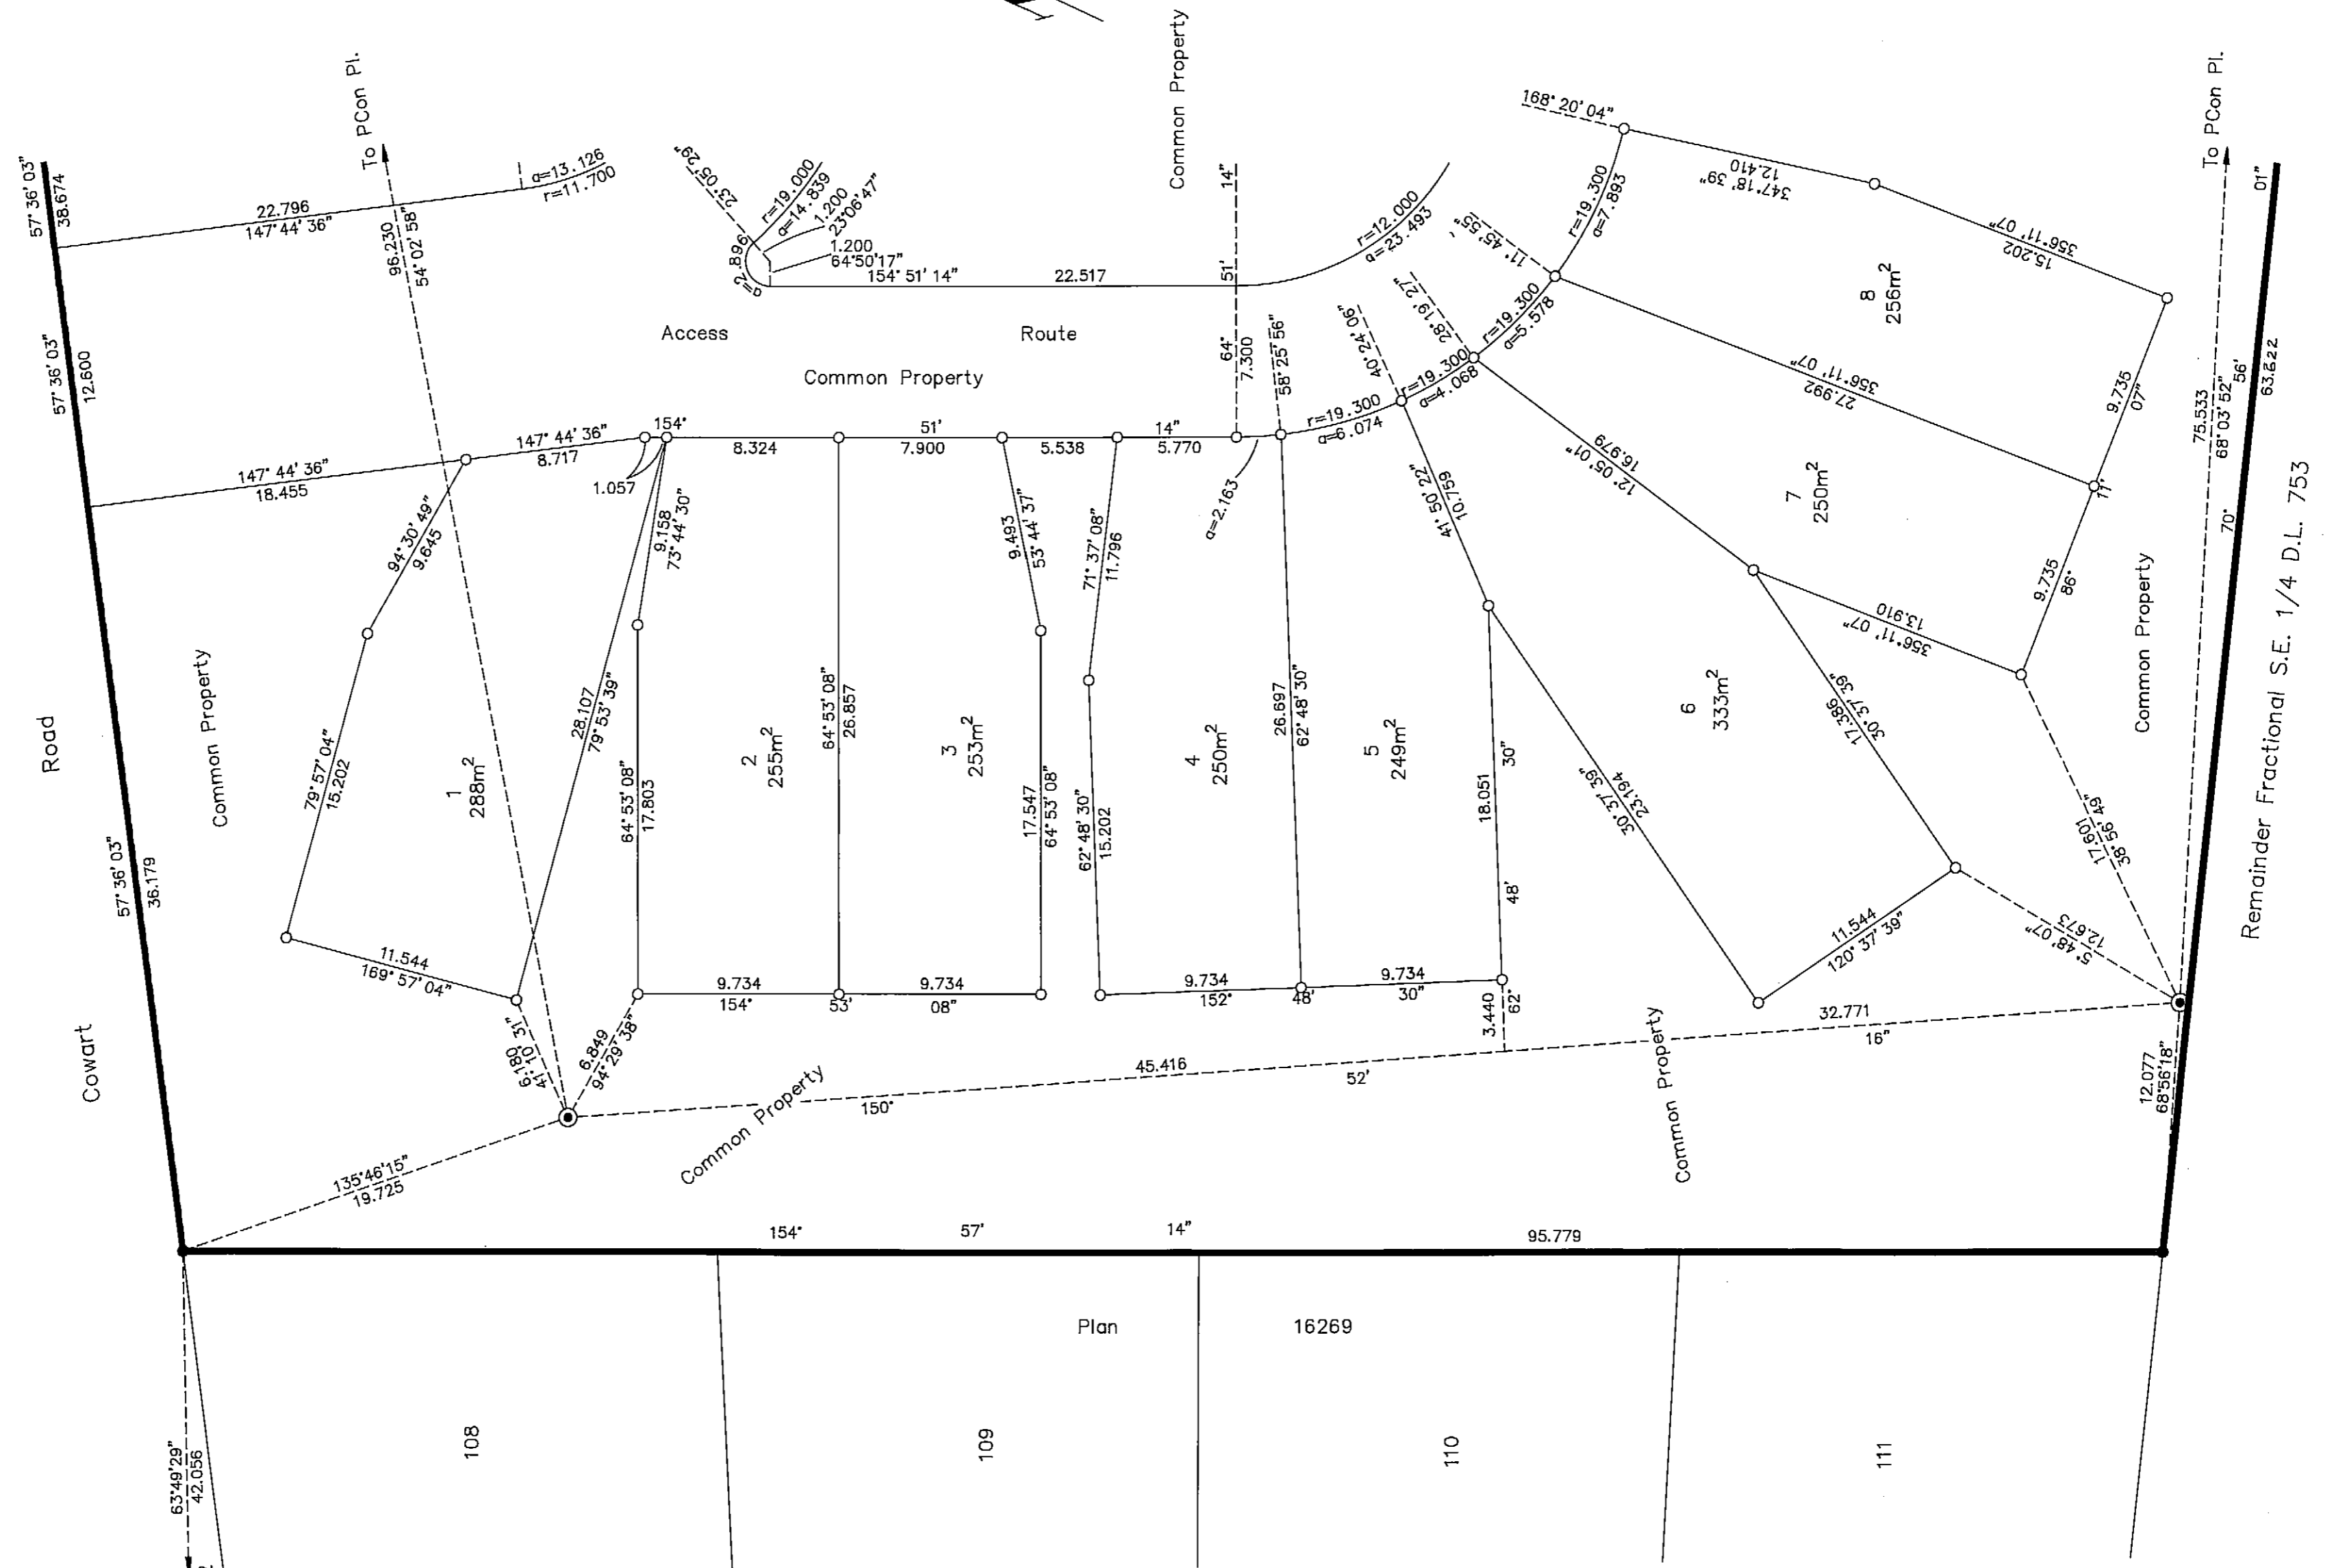 Common Property
To PCon Pl.
To PCon Pl.
57° 36' 03"
38.674
22.796
147° 44' 36"
a=13.126
r=11.700
96.230
54° 02' 58"
23° 05' 29"
r=19.000
a=14.839
1.200
23°06'47"
1.200
64°50'17"
a=2.896
154° 51' 14"
22.517
64° 51' 14"
7.300
r=12.000
a=23.493
168° 20' 04"
12.410
347° 18' 39"
r=19.300
a=7.893
11° 45' 55"
15.202
356° 11' 07"
8
256m²
70° 56' 01"
63.622
75.533
68° 03' 52"
57° 36' 03"
12.600
Access Route
Common Property
58° 25' 56"
40° 24' 06"
28° 19' 27"
r=19.300
a=5.578
r=19.300
a=4.068
r=19.300
a=6.074
a=2.163
27.992
356° 11' 07"
9.735
86° 11' 07"
9.735
147° 44' 36"
18.455
147° 44' 36"
8.717
1.057
154° 51' 14"
8.324
7.900
5.538
5.770
94° 30' 49"
9.645
9.158
73° 44' 30"
9.493
53° 44' 37"
71° 37' 08"
11.796
41° 50' 22"
10.759
16.979
12° 05' 01"
7
250m²
13.910
356° 11' 07"
Common Property
Remainder Fractional S.E. 1/4 D.L. 753
Cowart Road
57° 36' 03"
36.179
Common Property
79° 57' 04"
15.202
1
288m²
28.107
79° 53' 39"
64° 53' 08"
17.803
2
255m²
64° 53' 08"
26.857
3
253m²
17.547
64° 53' 08"
62° 48' 30"
15.202
4
250m²
26.697
62° 48' 30"
5
249m²
18.051
62° 48' 30"
3.440
23.194
30° 37' 39"
6
333m²
17.386
30° 37' 39"
17.601
38° 56' 49"
12.673
5° 48' 07"
11.544
120° 37' 39"
11.544
169° 57' 04"
6.180
41° 10' 31"
6.849
94° 29' 38"
9.734
9.734
154° 53' 08"
9.734
9.734
152° 48' 30"
45.416
32.771
150° 52' 16"
Common Property
Common Property
12.077
68°56'18"
135°46'15"
19.725
154° 57' 14"
95.779
Plan 16269
63°49'29"
42.056
108
109
110
111